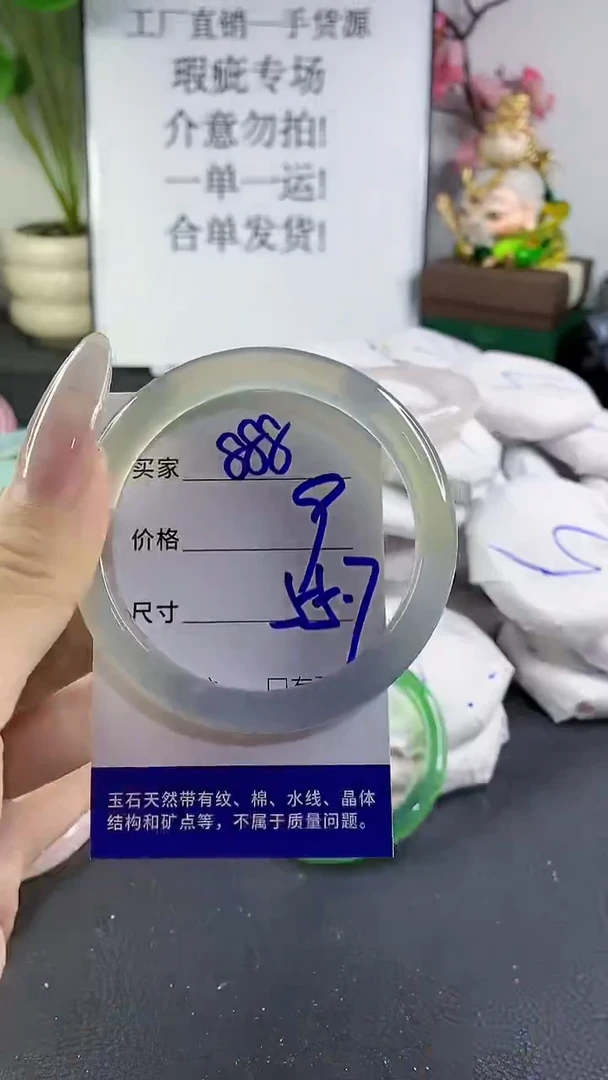 工厂直销一手货源
瑕疵专场
介意勿拍!
一单一运!
合单发货!
买家 888
价格 9
尺寸
玉石天然带有纹、棉、水线、晶体
结构和矿点等，不属于质量问题。